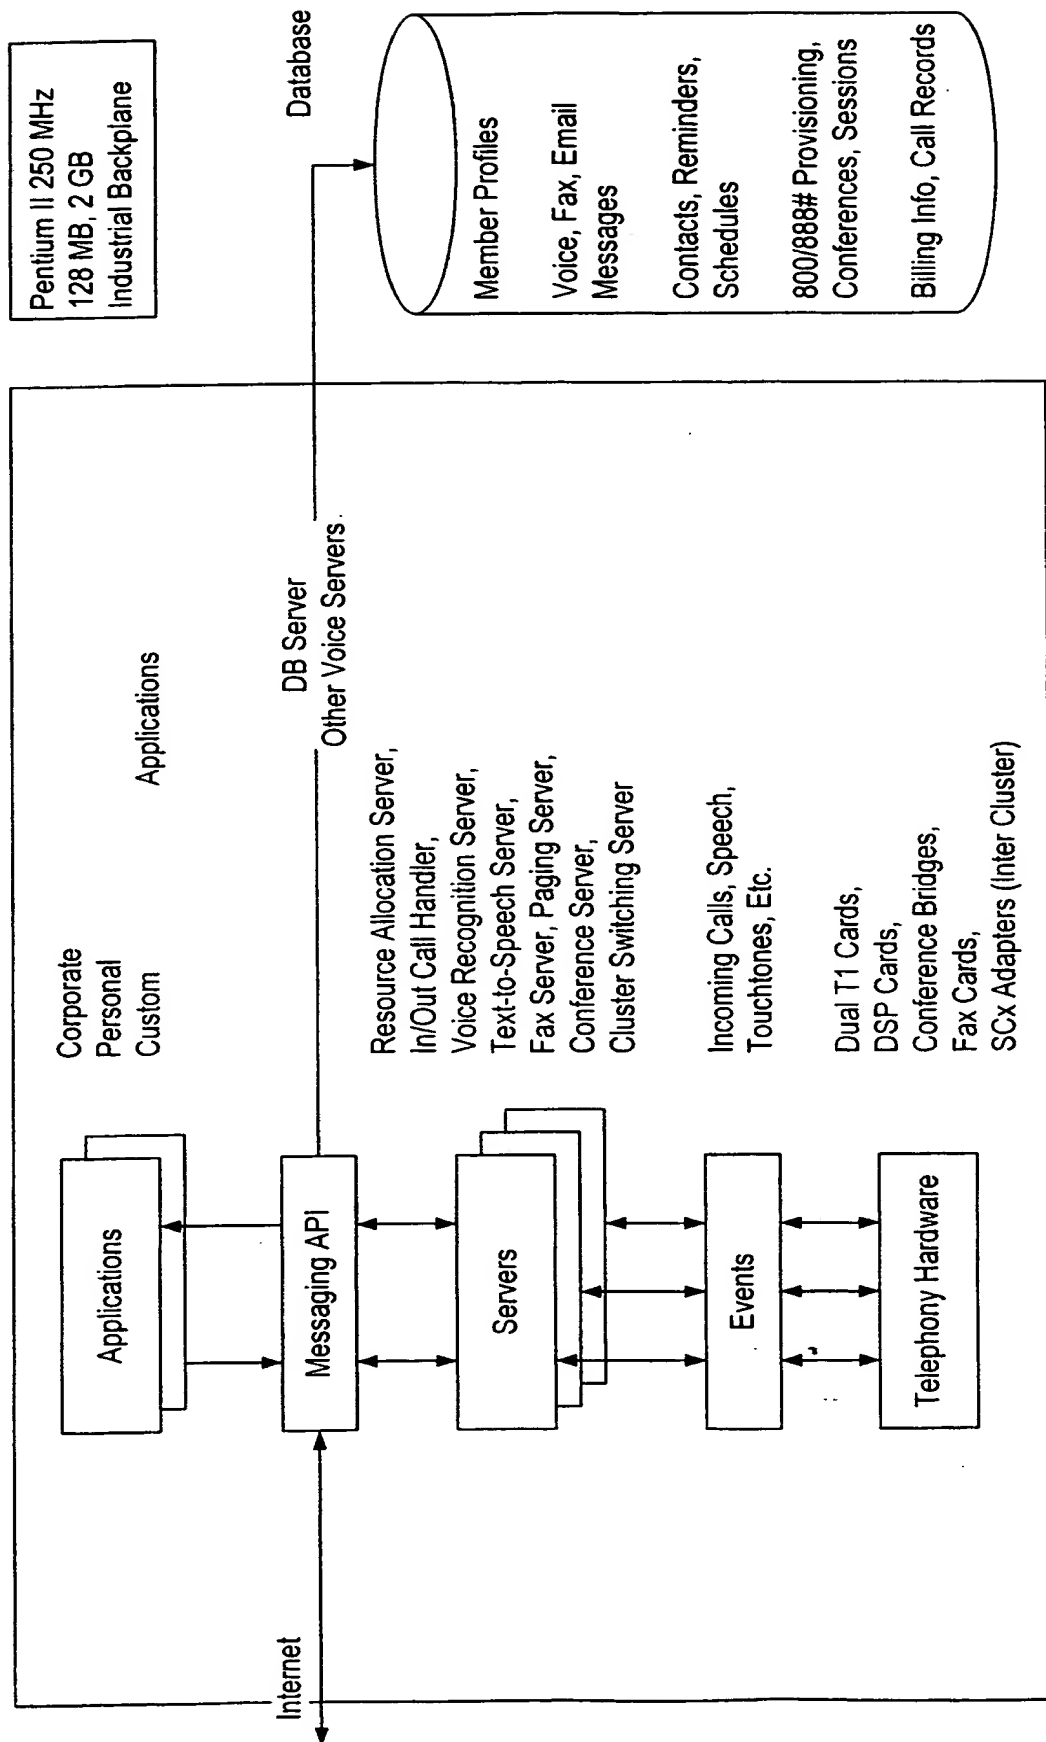 Pentium II 250 MHz
128 MB, 2 GB
Industrial Backplane
Database
Member Profiles
Voice, Fax, Email
Messages
Contacts, Reminders,
Schedules
800/888# Provisioning,
Conferences, Sessions
Billing Info, Call Records
Corporate
Personal
Custom
Applications
Applications
DB Server
Other Voice Servers
Internet
Messaging API
Resource Allocation Server,
In/Out Call Handler,
Voice Recognition Server,
Text-to-Speech Server,
Fax Server, Paging Server,
Conference Server,
Cluster Switching Server
Servers
Incoming Calls, Speech,
Touchtones, Etc.
Events
Dual T1 Cards,
DSP Cards,
Conference Bridges,
Fax Cards,
SCx Adapters (Inter Cluster)
Telephony Hardware